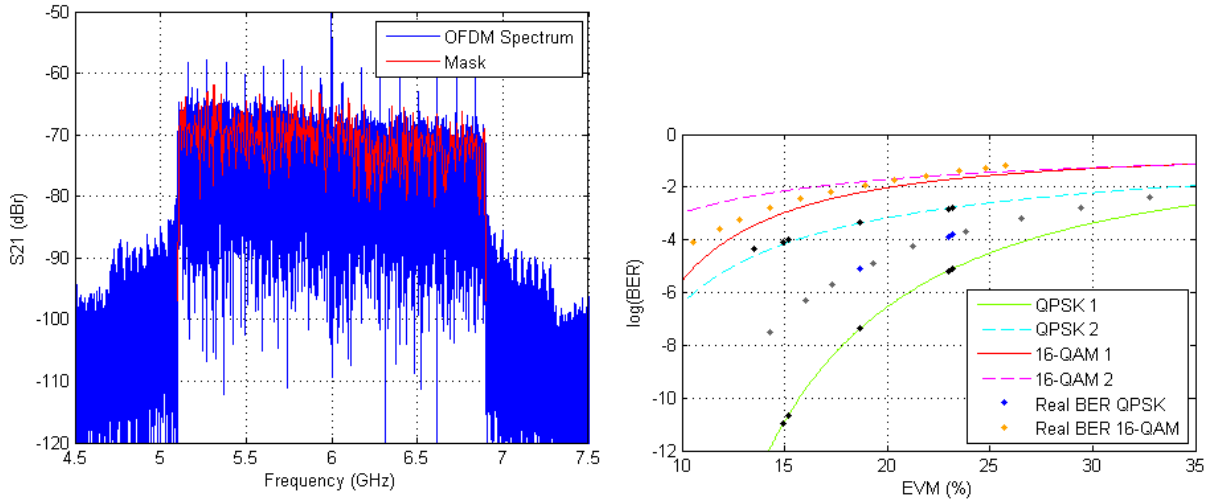 -50
-60
-70
-80
-90
-100
-110
-120
S21 (dBr)
4.5 5 5.5 6 6.5 7 7.5
Frequency (GHz)
OFDM Spectrum
Mask
0
-2
-4
-6
-8
-10
-12
log(BER)
10 15 20 25 30 35
EVM (%)
QPSK 1
QPSK 2
16-QAM 1
16-QAM 2
Real BER QPSK
Real BER 16-QAM